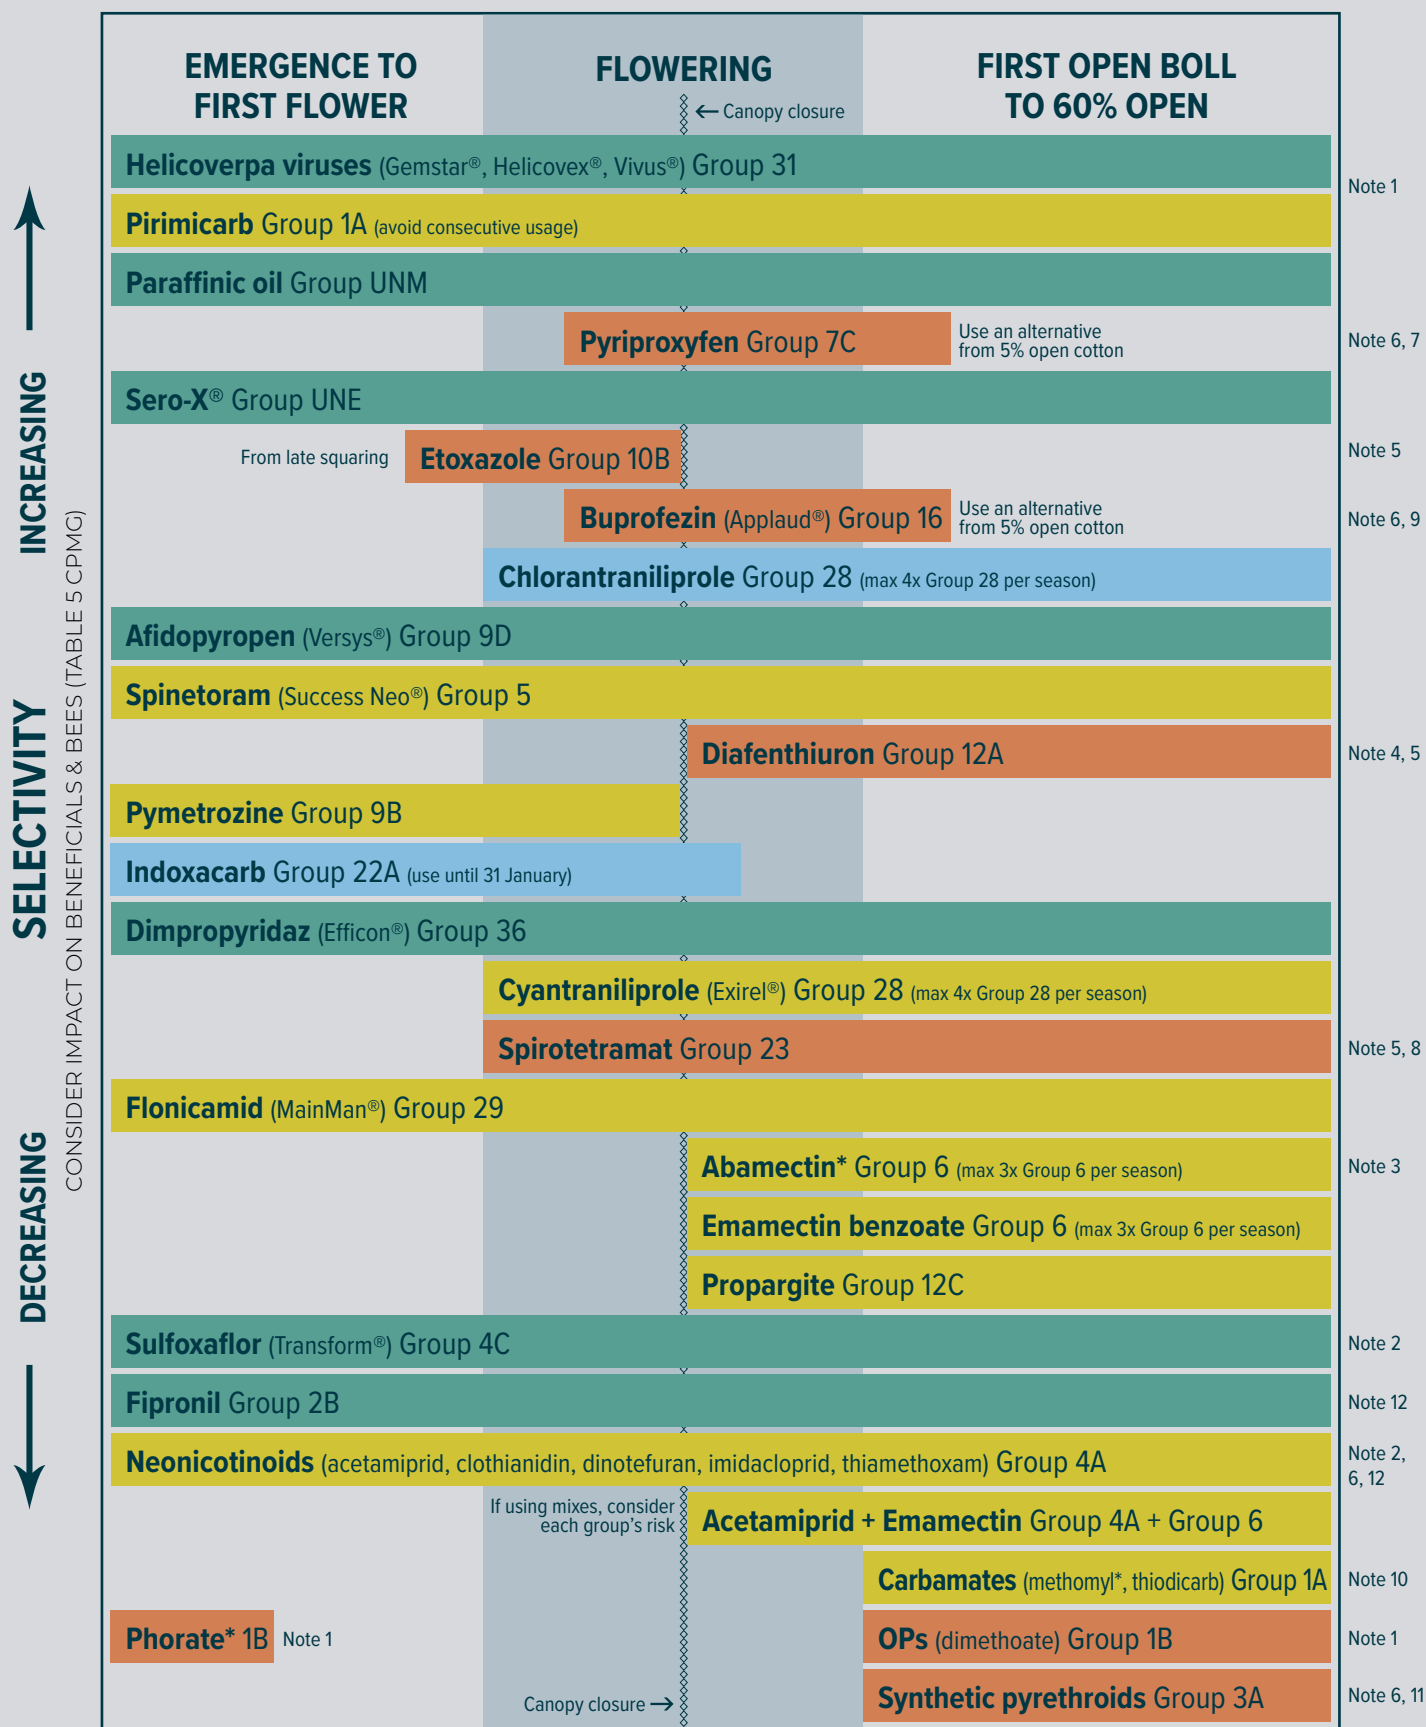 EMERGENCE TO
FIRST FLOWER
FLOWERING
← Canopy closure
FIRST OPEN BOLL
TO 60% OPEN
INCREASING
SELECTIVITY
CONSIDER IMPACT ON BENEFICIALS & BEES (TABLE 5 CPMG)
DECREASING
Helicoverpa viruses (Gemstar®, Helicovex®, Vivus®) Group 31
Note 1
Pirimicarb Group 1A (avoid consecutive usage)
Paraffinic oil Group UNM
Pyriproxyfen Group 7C
Use an alternative
from 5% open cotton
Note 6, 7
Sero-X® Group UNE
From late squaring
Etoxazole Group 10B
Note 5
Buprofezin (Applaud®) Group 16
Use an alternative
from 5% open cotton
Note 6, 9
Chlorantraniliprole Group 28 (max 4x Group 28 per season)
Afidopyropen (Versys®) Group 9D
Spinetoram (Success Neo®) Group 5
Diafenthiuron Group 12A
Note 4, 5
Pymetrozine Group 9B
Indoxacarb Group 22A (use until 31 January)
Dimpropyridaz (Efficon®) Group 36
Cyantraniliprole (Exirel®) Group 28 (max 4x Group 28 per season)
Spirotetramat Group 23
Note 5, 8
Flonicamid (MainMan®) Group 29
Abamectin* Group 6 (max 3x Group 6 per season)
Note 3
Emamectin benzoate Group 6 (max 3x Group 6 per season)
Propargite Group 12C
Sulfoxaflor (Transform®) Group 4C
Note 2
Fipronil Group 2B
Note 12
Neonicotinoids (acetamiprid, clothianidin, dinotefuran, imidacloprid, thiamethoxam) Group 4A
Note 2,
6, 12
If using mixes, consider
each group's risk
Acetamiprid + Emamectin Group 4A + Group 6
Carbamates (methomyl*, thiodicarb) Group 1A
Note 10
Phorate* 1B
Note 1
OPs (dimethoate) Group 1B
Note 1
Canopy closure →
Synthetic pyrethroids Group 3A
Note 6, 11